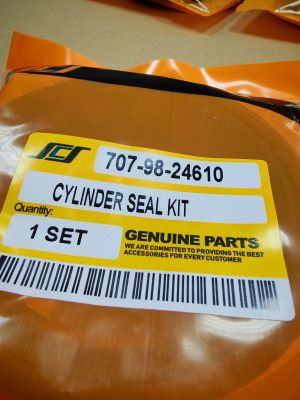 SCS
707-98-24610
CYLINDER SEAL KIT
Quantity:
1 SET
GENUINE PARTS
WE ARE COMMITTED TO PROVIDING THE BEST
ACCESSORIES FOR EVERY CUSTOMER